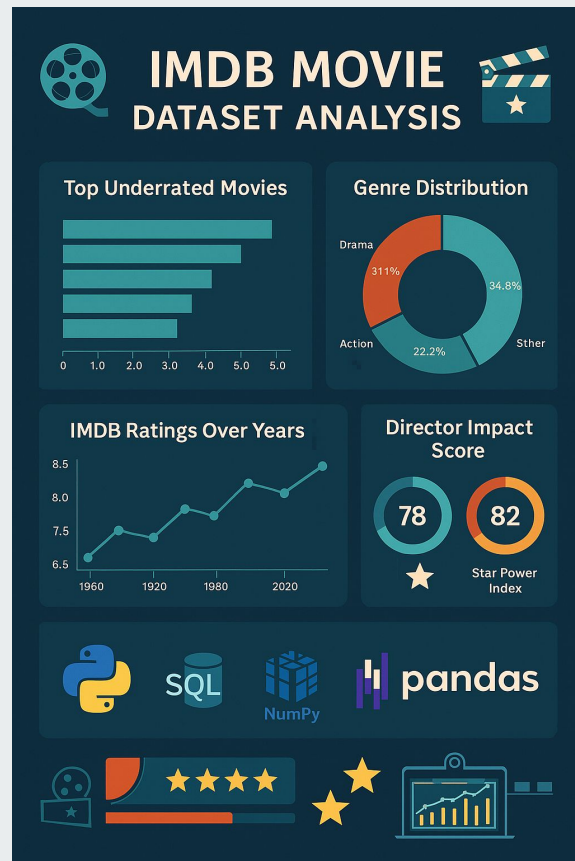 IMDB MOVIE
DATASET ANALYSIS
Top Underrated Movies
0 1.0 2.0 3.0 4.0 5.0 5.0
Genre Distribution
Drama
311%
34.8%
Action
22.2%
Sther
IMDB Ratings Over Years
8.5
8.0
7.5
6.5
1960 1920 1980 2020
Director Impact
Score
78
82
Star Power
Index
SQL
NumPy
pandas